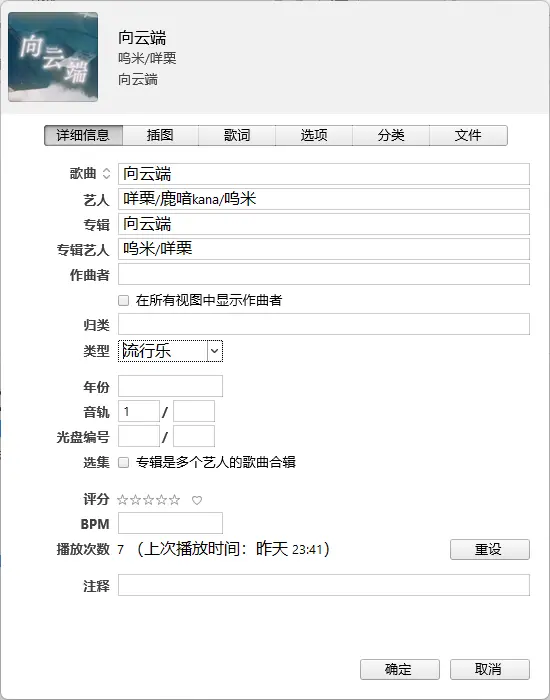 向云端
向云端
呜米/咩栗
向云端
详细信息 插图 歌词 选项 分类 文件
歌曲 向云端
艺人 咩栗/鹿喑kana/呜米
专辑 向云端
专辑艺人 呜米/咩栗
作曲者
在所有视图中显示作曲者
归类
类型 流行乐
年份
音轨 1 /
光盘编号 /
选集 专辑是多个艺人的歌曲合辑
评分 ☆☆☆☆☆ ♡
BPM
播放次数 7 （上次播放时间：昨天 23:41） 重设
注释
确定 取消